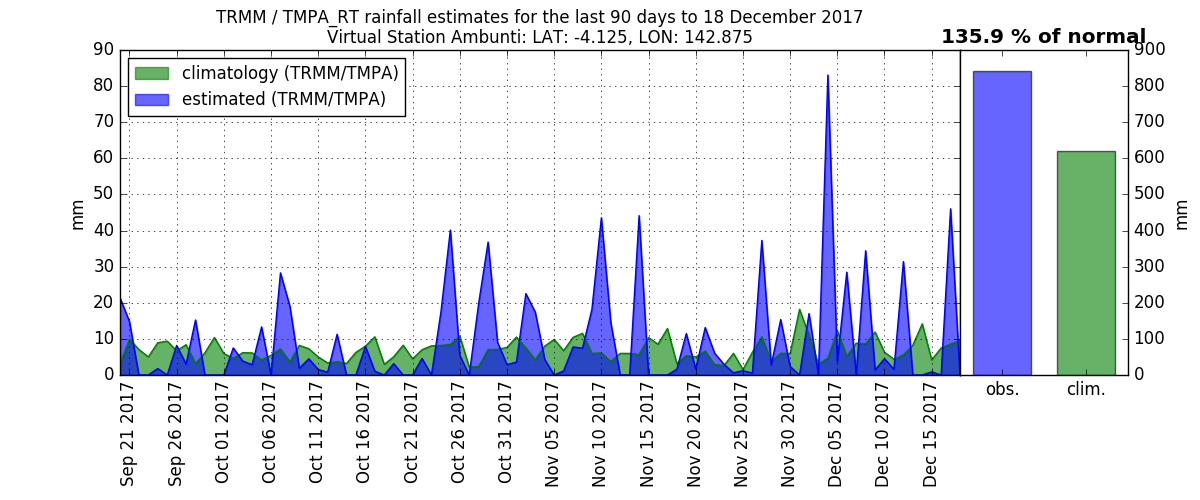 TRMM / TMPA_RT rainfall estimates for the last 90 days to 18 December 2017
Virtual Station Ambunti: LAT: -4.125, LON: 142.875
135.9 % of normal
climatology (TRMM/TMPA)
estimated (TRMM/TMPA)
mm
90
80
70
60
50
40
30
20
10
0
900
800
700
600
500
400
300
200
100
0
mm
obs.
clim.
Sep 21 2017
Sep 26 2017
Oct 01 2017
Oct 06 2017
Oct 11 2017
Oct 16 2017
Oct 21 2017
Oct 26 2017
Oct 31 2017
Nov 05 2017
Nov 10 2017
Nov 15 2017
Nov 20 2017
Nov 25 2017
Nov 30 2017
Dec 05 2017
Dec 10 2017
Dec 15 2017